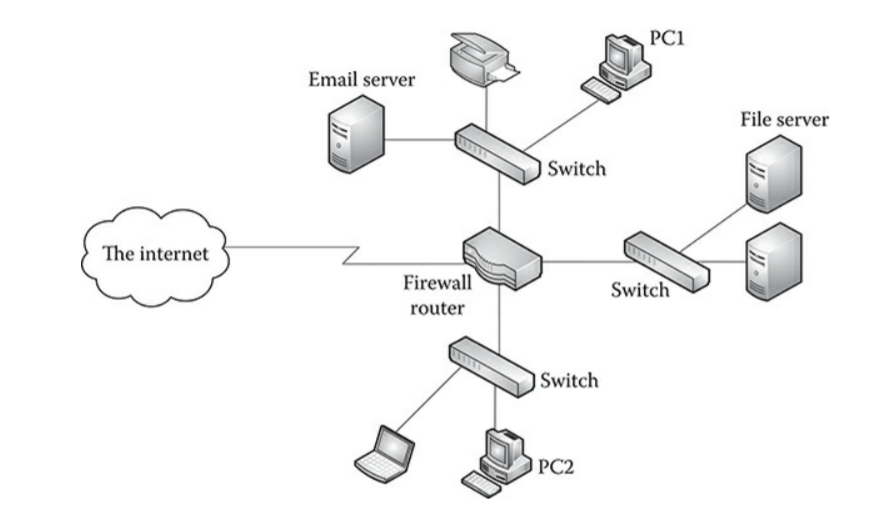 PC1
Email server
File server
Switch
The internet
Firewall
router
Switch
Switch
PC2